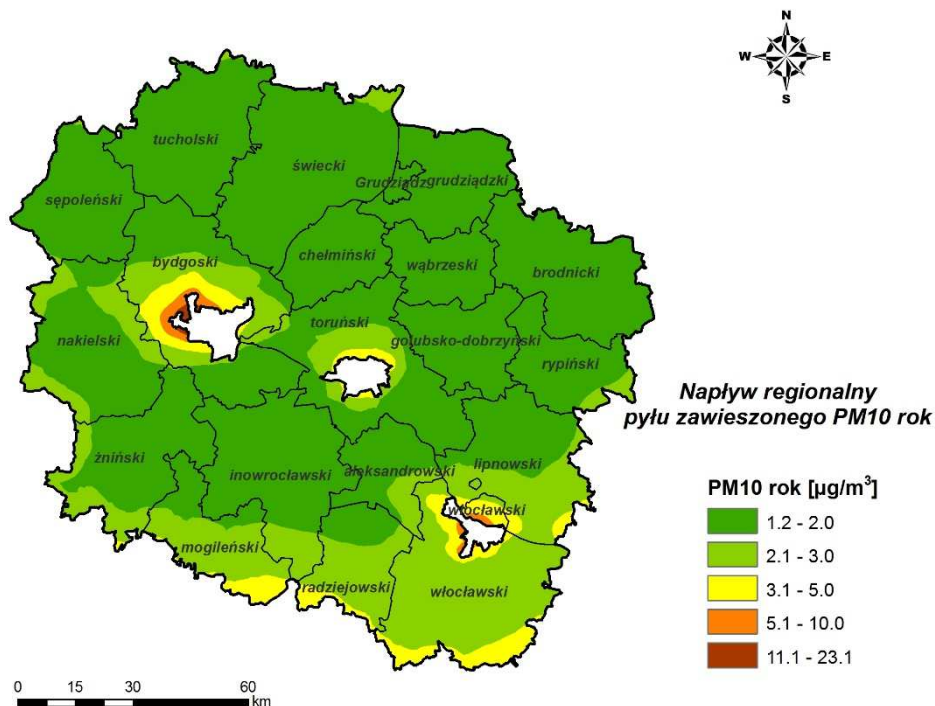 N
W E
S
tucholski
świecki
Grudziądz grudziądzki
sępoleński
chełmiński
wąbrzeski
brodnicki
bydgoski
toruński
golubsko-dobrzyński
nakielski
rypiński
Napływ regionalny
pyłu zawieszonego PM10 rok
żniński
inowrocławski
aleksandrowski
lipnowski
włocławski
mogileński
radziejowski
włocławski
PM10 rok [µg/m³]
1.2 - 2.0
2.1 - 3.0
3.1 - 5.0
5.1 - 10.0
11.1 - 23.1
0 15 30 60
km